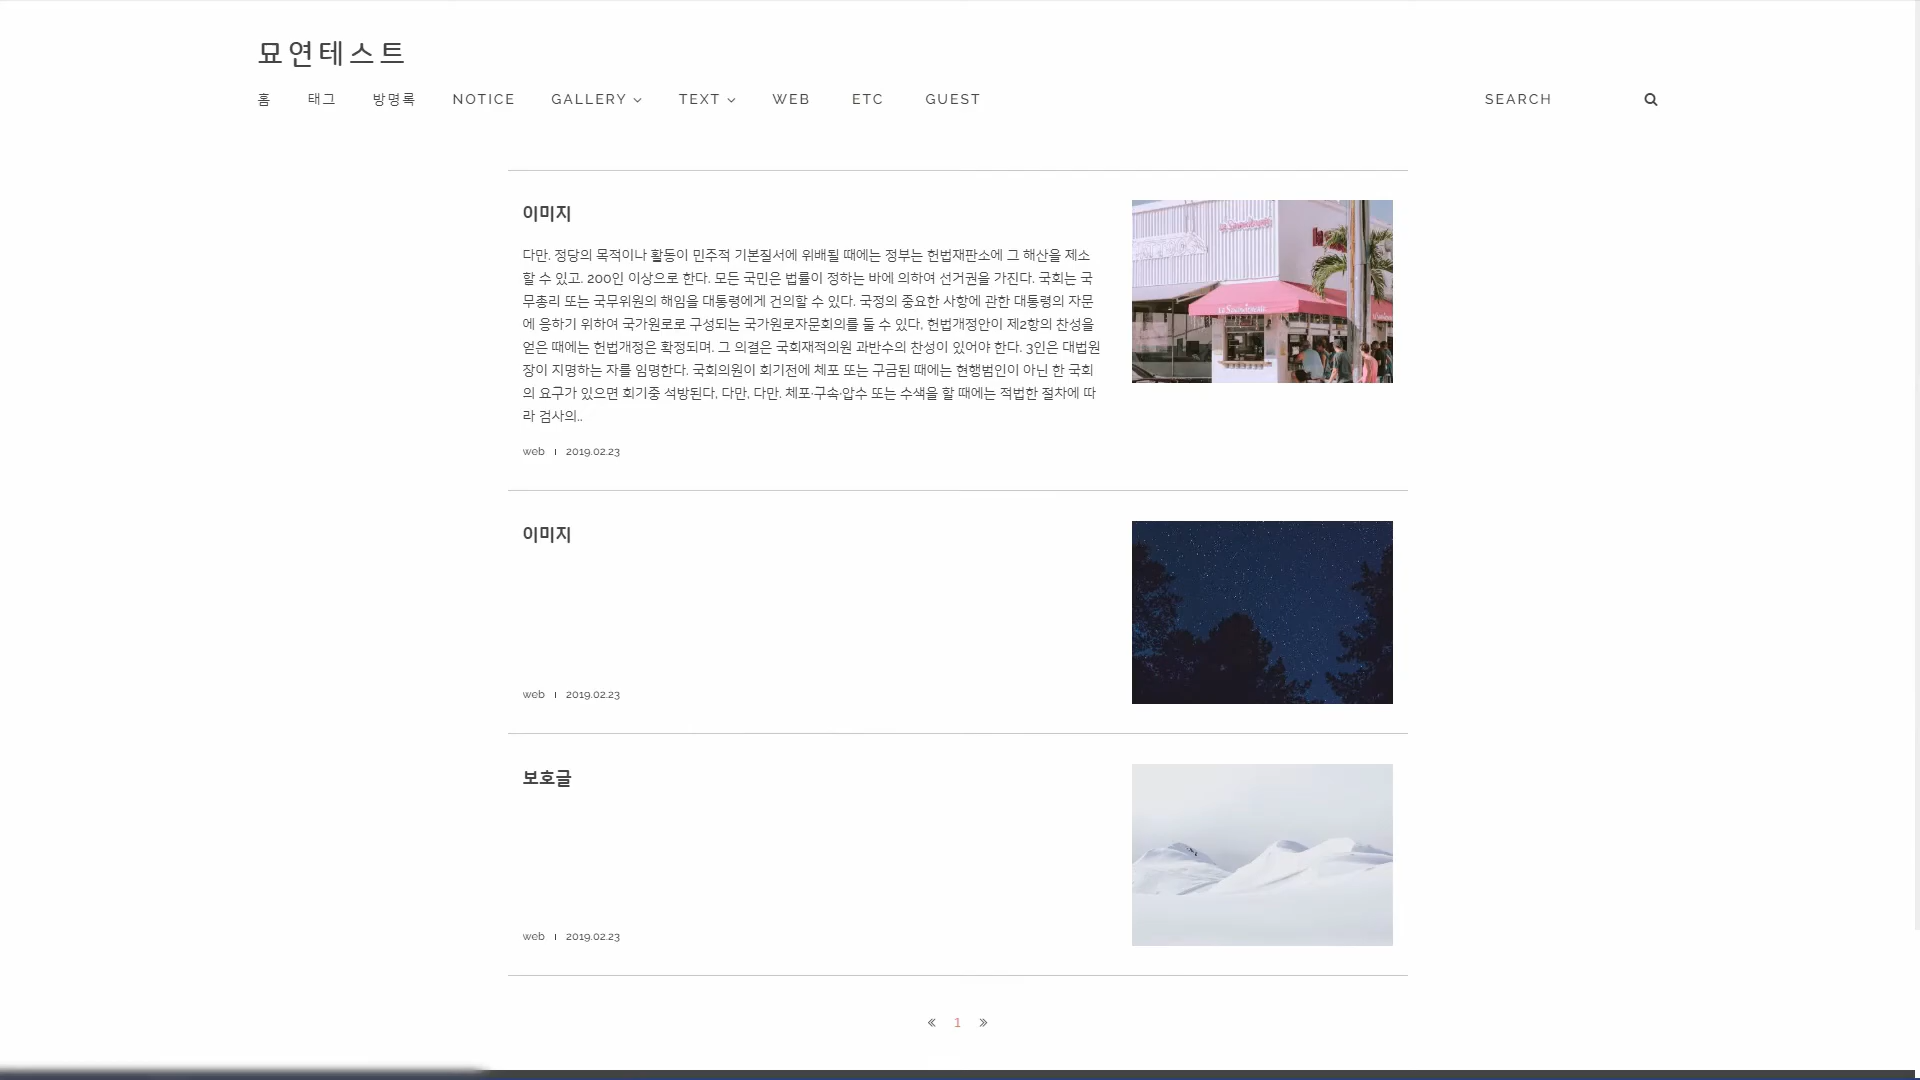 묘연테스트
홈 태그 방명록 NOTICE GALLERY TEXT WEB ETC GUEST SEARCH
이미지
다만, 정당의 목적이나 활동이 민주적 기본질서에 위배될 때에는 정부는 헌법재판소에 그 해산을 제소
할 수 있고, 200인 이상으로 한다. 모든 국민은 법률이 정하는 바에 의하여 선거권을 가진다. 국회는 국
무총리 또는 국무위원의 해임을 대통령에게 건의할 수 있다. 국정의 중요한 사항에 관한 대통령의 자문
에 응하기 위하여 국가원로로 구성되는 국가원로자문회의를 둘 수 있다, 헌법개정안이 제2항의 찬성을
얻은 때에는 헌법개정은 확정되며, 그 의결은 국회재적의원 과반수의 찬성이 있어야 한다. 3인은 대법원
장이 지명하는 자를 임명한다. 국회의원이 회기전에 체포 또는 구금된 때에는 현행범인이 아닌 한 국회
의 요구가 있으면 회기중 석방된다, 다만, 다만, 체포·구속·압수 또는 수색을 할 때에는 적법한 절차에 따
라 검사의..
web 2019.02.23
이미지
web 2019.02.23
보호글
web 2019.02.23
« 1 »